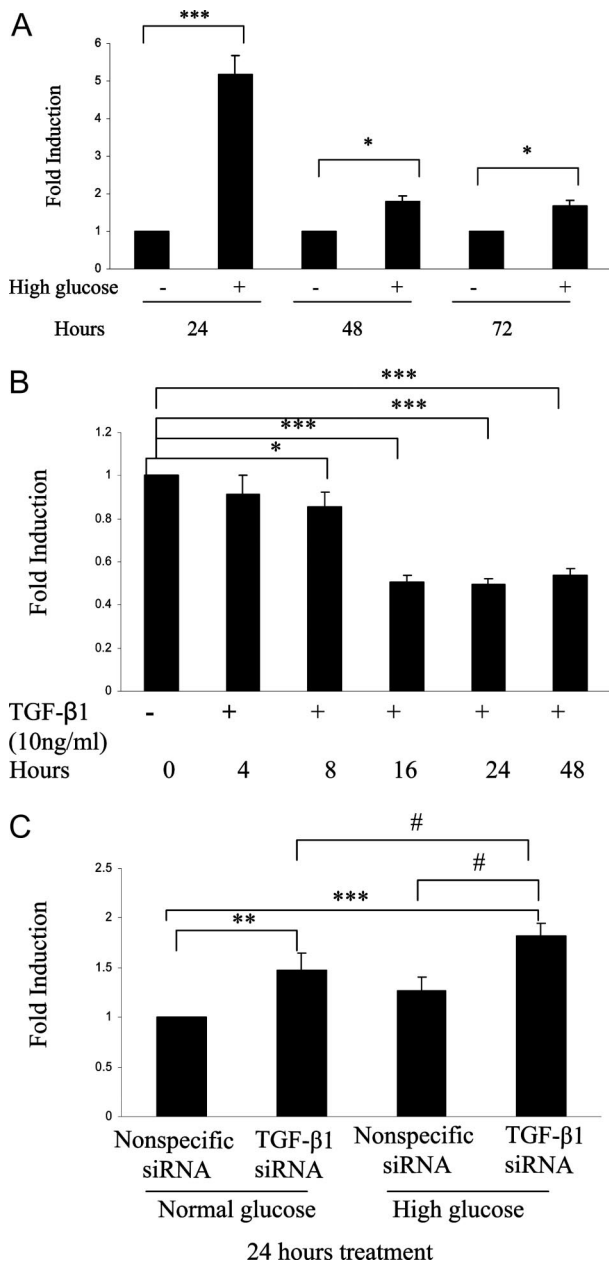 A
***
*
*
6
5
4
3
2
1
0
Fold Induction
High glucose - + - + - +
Hours 24 48 72
B
***
***
***
*
1.2
1
0.8
0.6
0.4
0.2
0
Fold Induction
TGF-β1 - + + + + +
(10ng/ml)
Hours 0 4 8 16 24 48
C
#
#
***
**
2.5
2
1.5
1
0.5
0
Fold Induction
Nonspecific TGF-β1 Nonspecific TGF-β1
siRNA siRNA siRNA siRNA
Normal glucose High glucose
24 hours treatment